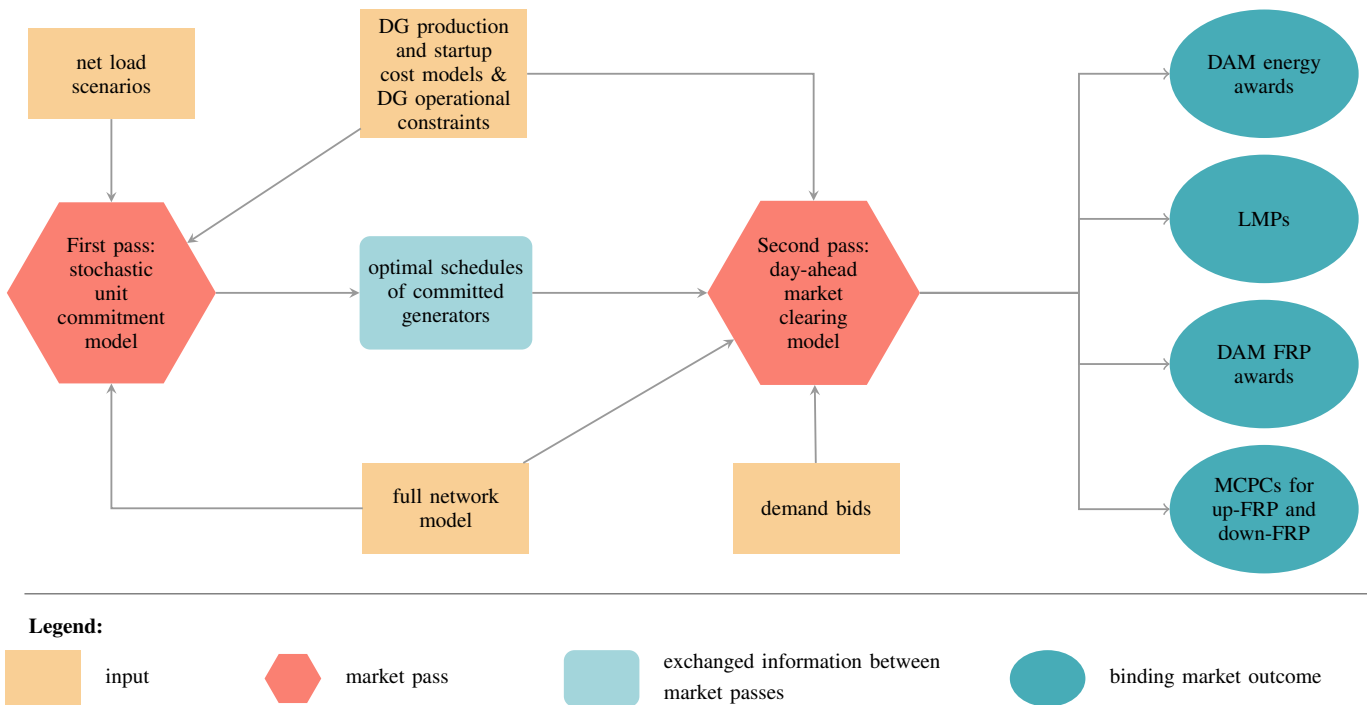 net load
scenarios
DG production
and startup
cost models &
DG operational
constraints
DAM energy
awards
First pass:
stochastic
unit
commitment
model
optimal schedules
of committed
generators
Second pass:
day-ahead
market
clearing
model
LMPs
DAM FRP
awards
full network
model
demand bids
MCPCs for
up-FRP and
down-FRP
Legend:
input
market pass
exchanged information between
market passes
binding market outcome